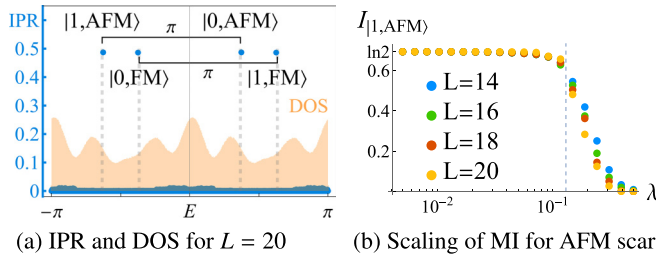 IPR
|1,AFM⟩ π |0,AFM⟩
0.6
0.5
0.4
|0,FM⟩ π |1,FM⟩
0.3
DOS
0.2
0.1
0
−π E π
(a) IPR and DOS for L = 20
I|1,AFM⟩
ln2
0.6
L=14
0.4
L=16
L=18
0.2
L=20
10⁻² 10⁻¹ λ
(b) Scaling of MI for AFM scar